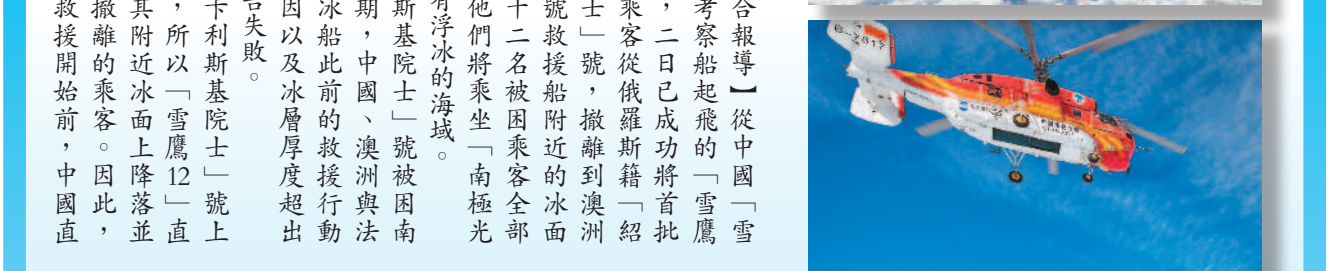 合報導】從中國「雪
考察船起飛的「雪鷹
，二日已成功將首批
乘客從俄羅斯籍「紹
士」號，撤離到澳洲
號救援船附近的冰面
十二名被困乘客全部
他們將乘坐「南極光
有浮冰的海域。
斯基院士」號被困南
期，中國、澳洲與法
冰船此前的救援行動
因以及冰層厚度超出
告失敗。
卡利斯基院士」號上
，所以「雪鷹12」直
其附近冰面上降落並
撤離的乘客。因此，
救援開始前，中國直